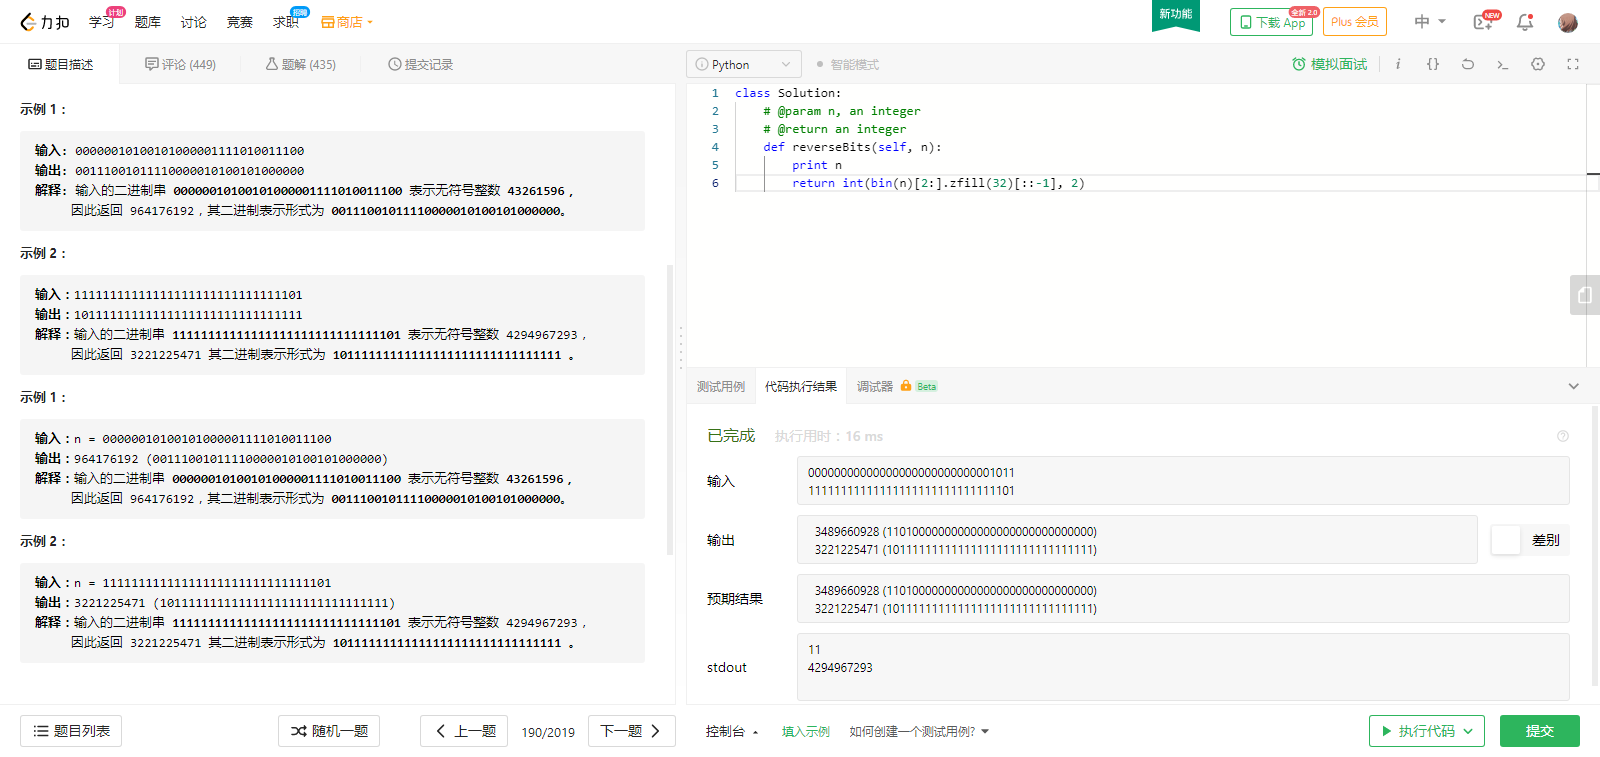 力扣 学习 计划 题库 讨论 竞赛 求职 招聘 商店 新功能 下载 App 全新 2.0 Plus 会员 中 NEW
题目描述 评论 (449) 题解 (435) 提交记录 Python 智能模式 模拟面试 i {}
示例 1：
输入: 00000010100101000001111010011100
输出: 00111001011110000010100101000000
解释: 输入的二进制串 00000010100101000001111010011100 表示无符号整数 43261596，
因此返回 964176192，其二进制表示形式为 00111001011110000010100101000000。
示例 2：
输入：11111111111111111111111111111101
输出：10111111111111111111111111111111
解释：输入的二进制串 11111111111111111111111111111101 表示无符号整数 4294967293，
因此返回 3221225471 其二进制表示形式为 10111111111111111111111111111111 。
示例 1：
输入：n = 00000010100101000001111010011100
输出：964176192 (00111001011110000010100101000000)
解释：输入的二进制串 00000010100101000001111010011100 表示无符号整数 43261596，
因此返回 964176192，其二进制表示形式为 00111001011110000010100101000000。
示例 2：
输入：n = 11111111111111111111111111111101
输出：3221225471 (10111111111111111111111111111111)
解释：输入的二进制串 11111111111111111111111111111101 表示无符号整数 4294967293，
因此返回 3221225471 其二进制表示形式为 10111111111111111111111111111111 。
1 class Solution:
2 # @param n, an integer
3 # @return an integer
4 def reverseBits(self, n):
5 print n
6 return int(bin(n)[2:].zfill(32)[::-1], 2)
测试用例 代码执行结果 调试器 Beta
已完成 执行用时：16 ms
输入
00000000000000000000000000001011
11111111111111111111111111111101
输出
3489660928 (11010000000000000000000000000000)
3221225471 (10111111111111111111111111111111)
差别
预期结果
3489660928 (11010000000000000000000000000000)
3221225471 (10111111111111111111111111111111)
stdout
11
4294967293
题目列表 随机一题 上一题 190/2019 下一题 控制台 填入示例 如何创建一个测试用例? 执行代码 提交